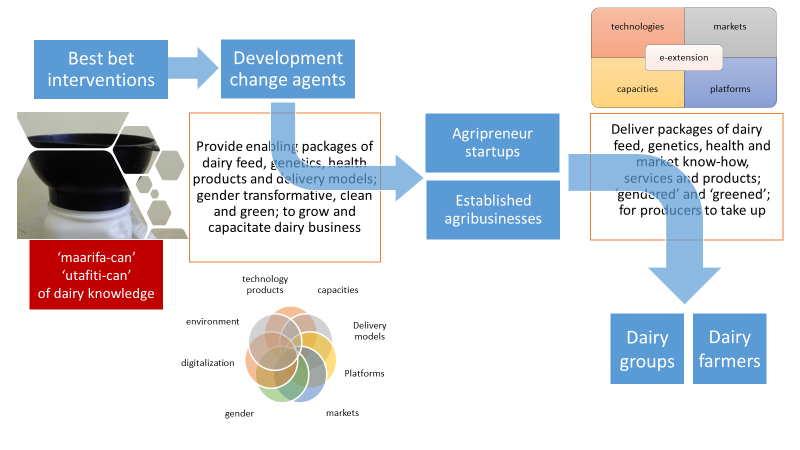 Best bet
interventions
Development
change agents
technologies
markets
e-extension
capacities
platforms
Provide enabling packages of
dairy feed, genetics, health
products and delivery models;
gender transformative, clean
and green; to grow and
capacitate dairy business
Agripreneur
startups
Established
agribusinesses
Deliver packages of dairy
feed, genetics, health and
market know-how,
services and products;
‘gendered’ and ‘greened’;
for producers to take up
‘maarifa-can’
‘utafiti-can’
of dairy knowledge
technology
products
capacities
environment
Delivery
models
digitalization
Platforms
gender
markets
Dairy
groups
Dairy
farmers